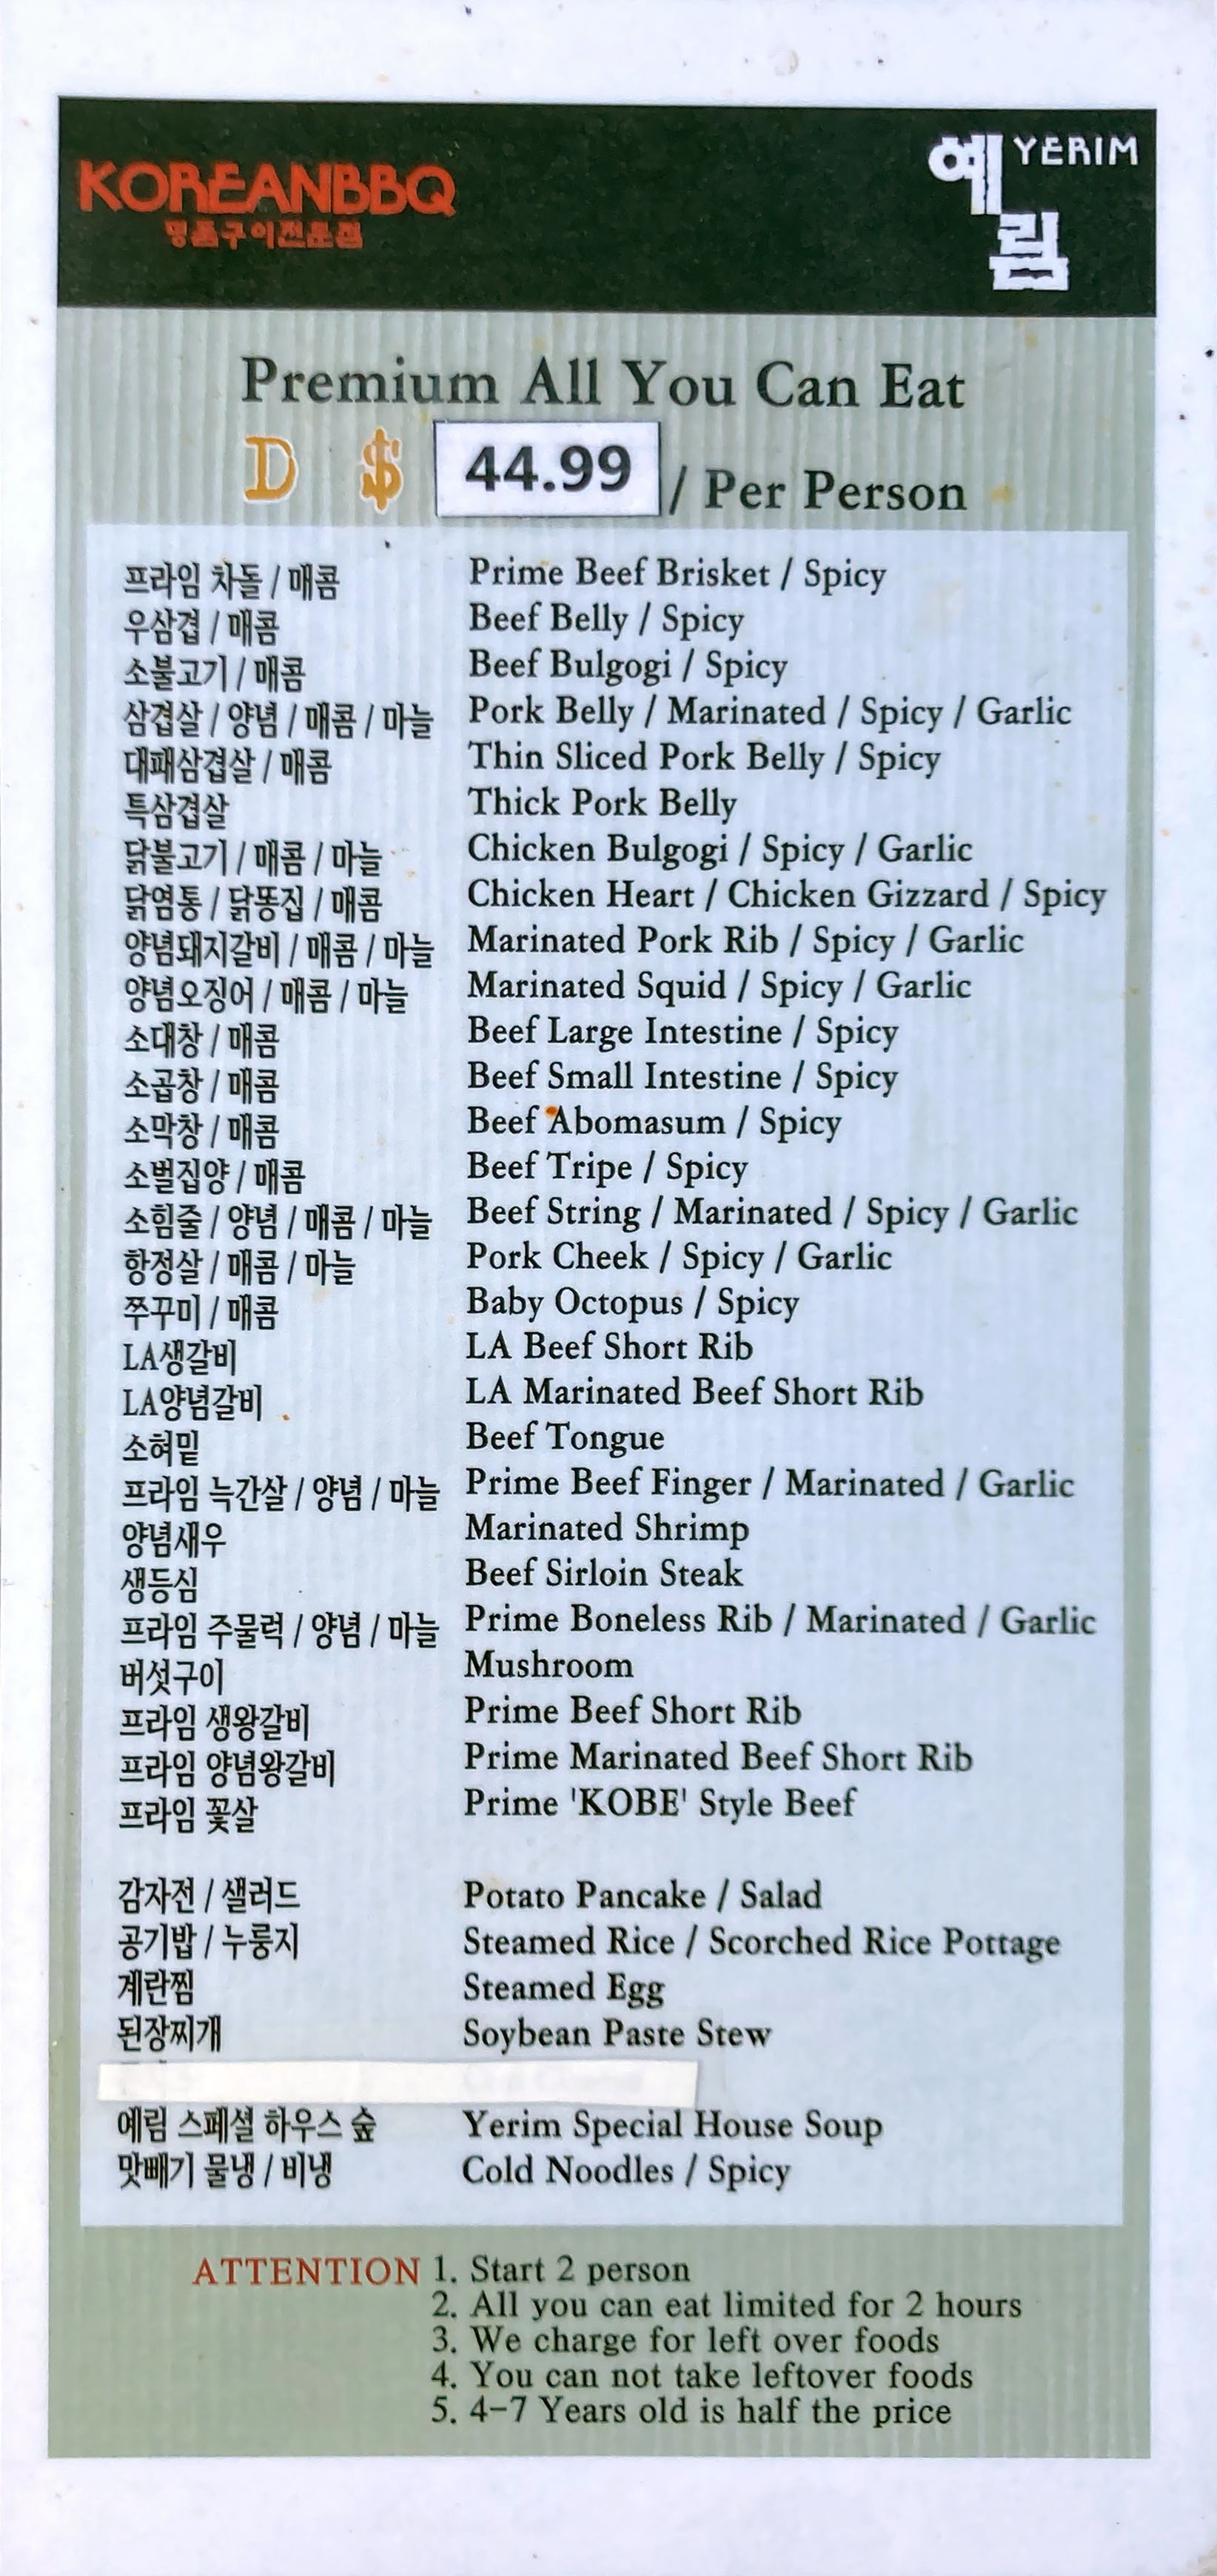 KOREANBBQ
명품구이전문점
예림 YERIM
Premium All You Can Eat
D $ 44.99 / Per Person
프라임 차돌 / 매콤 Prime Beef Brisket / Spicy
우삼겹 / 매콤 Beef Belly / Spicy
소불고기 / 매콤 Beef Bulgogi / Spicy
삼겹살 / 양념 / 매콤 / 마늘 Pork Belly / Marinated / Spicy / Garlic
대패삼겹살 / 매콤 Thin Sliced Pork Belly / Spicy
특삼겹살 Thick Pork Belly
닭불고기 / 매콤 / 마늘 Chicken Bulgogi / Spicy / Garlic
닭염통 / 닭똥집 / 매콤 Chicken Heart / Chicken Gizzard / Spicy
양념돼지갈비 / 매콤 / 마늘 Marinated Pork Rib / Spicy / Garlic
양념오징어 / 매콤 / 마늘 Marinated Squid / Spicy / Garlic
소대창 / 매콤 Beef Large Intestine / Spicy
소곱창 / 매콤 Beef Small Intestine / Spicy
소막창 / 매콤 Beef Abomasum / Spicy
소벌집양 / 매콤 Beef Tripe / Spicy
소힘줄 / 양념 / 매콤 / 마늘 Beef String / Marinated / Spicy / Garlic
항정살 / 매콤 / 마늘 Pork Cheek / Spicy / Garlic
쭈꾸미 / 매콤 Baby Octopus / Spicy
LA생갈비 LA Beef Short Rib
LA양념갈비 LA Marinated Beef Short Rib
소혀밑 Beef Tongue
프라임 늑간살 / 양념 / 마늘 Prime Beef Finger / Marinated / Garlic
양념새우 Marinated Shrimp
생등심 Beef Sirloin Steak
프라임 주물럭 / 양념 / 마늘 Prime Boneless Rib / Marinated / Garlic
버섯구이 Mushroom
프라임 생왕갈비 Prime Beef Short Rib
프라임 양념왕갈비 Prime Marinated Beef Short Rib
프라임 꽃살 Prime 'KOBE' Style Beef
감자전 / 샐러드 Potato Pancake / Salad
공기밥 / 누룽지 Steamed Rice / Scorched Rice Pottage
계란찜 Steamed Egg
된장찌개 Soybean Paste Stew
예림 스페셜 하우스 숲 Yerim Special House Soup
맛빼기 물냉 / 비냉 Cold Noodles / Spicy
ATTENTION 1. Start 2 person
2. All you can eat limited for 2 hours
3. We charge for left over foods
4. You can not take leftover foods
5. 4-7 Years old is half the price